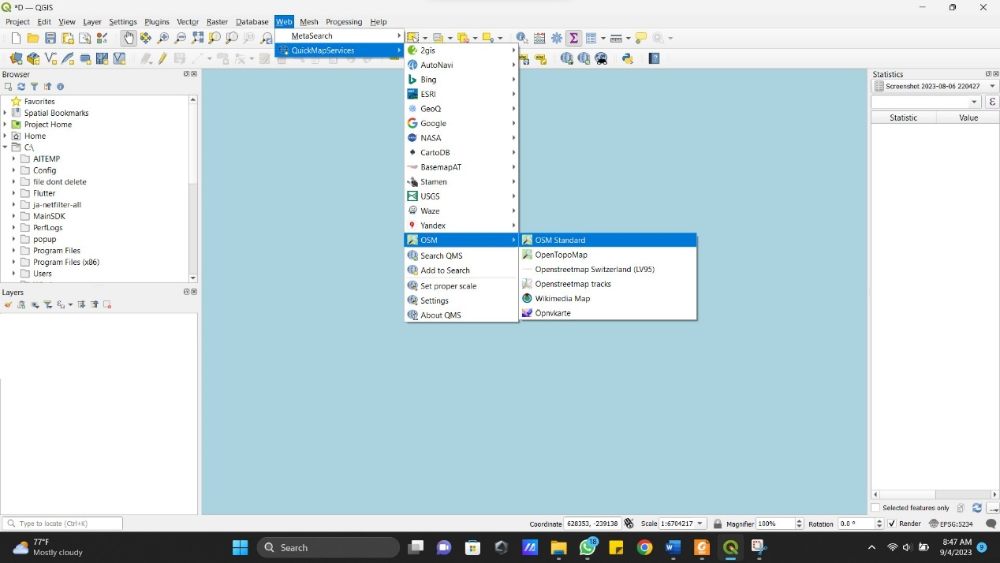 *D — QGIS
Project Edit View Layer Settings Plugins Vector Raster Database Web Mesh Processing Help
MetaSearch
QuickMapServices
2gis
AutoNavi
Bing
ESRI
GeoQ
Google
NASA
CartoDB
BasemapAT
Stamen
USGS
Waze
Yandex
OSM
Search QMS
Add to Search
Set proper scale
Settings
About QMS
OSM Standard
OpenTopoMap
Openstreetmap Switzerland (LV95)
Openstreetmap tracks
Wikimedia Map
Öpnvkarte
Browser
Favorites
Spatial Bookmarks
Project Home
Home
C:\
AITEMP
Config
file dont delete
Flutter
ja-netfilter-all
MainSDK
PerfLogs
popup
Program Files
Program Files (x86)
Users
Layers
Statistics
Screenshot 2023-08-06 220427
Statistic Value
Selected features only
Type to locate (Ctrl+K)
Coordinate 628353, -239138 Scale 1:6704217 Magnifier 100% Rotation 0.0 ° Render EPSG:5234
77°F
Mostly cloudy
Search
18
8:47 AM
9/4/2023
9